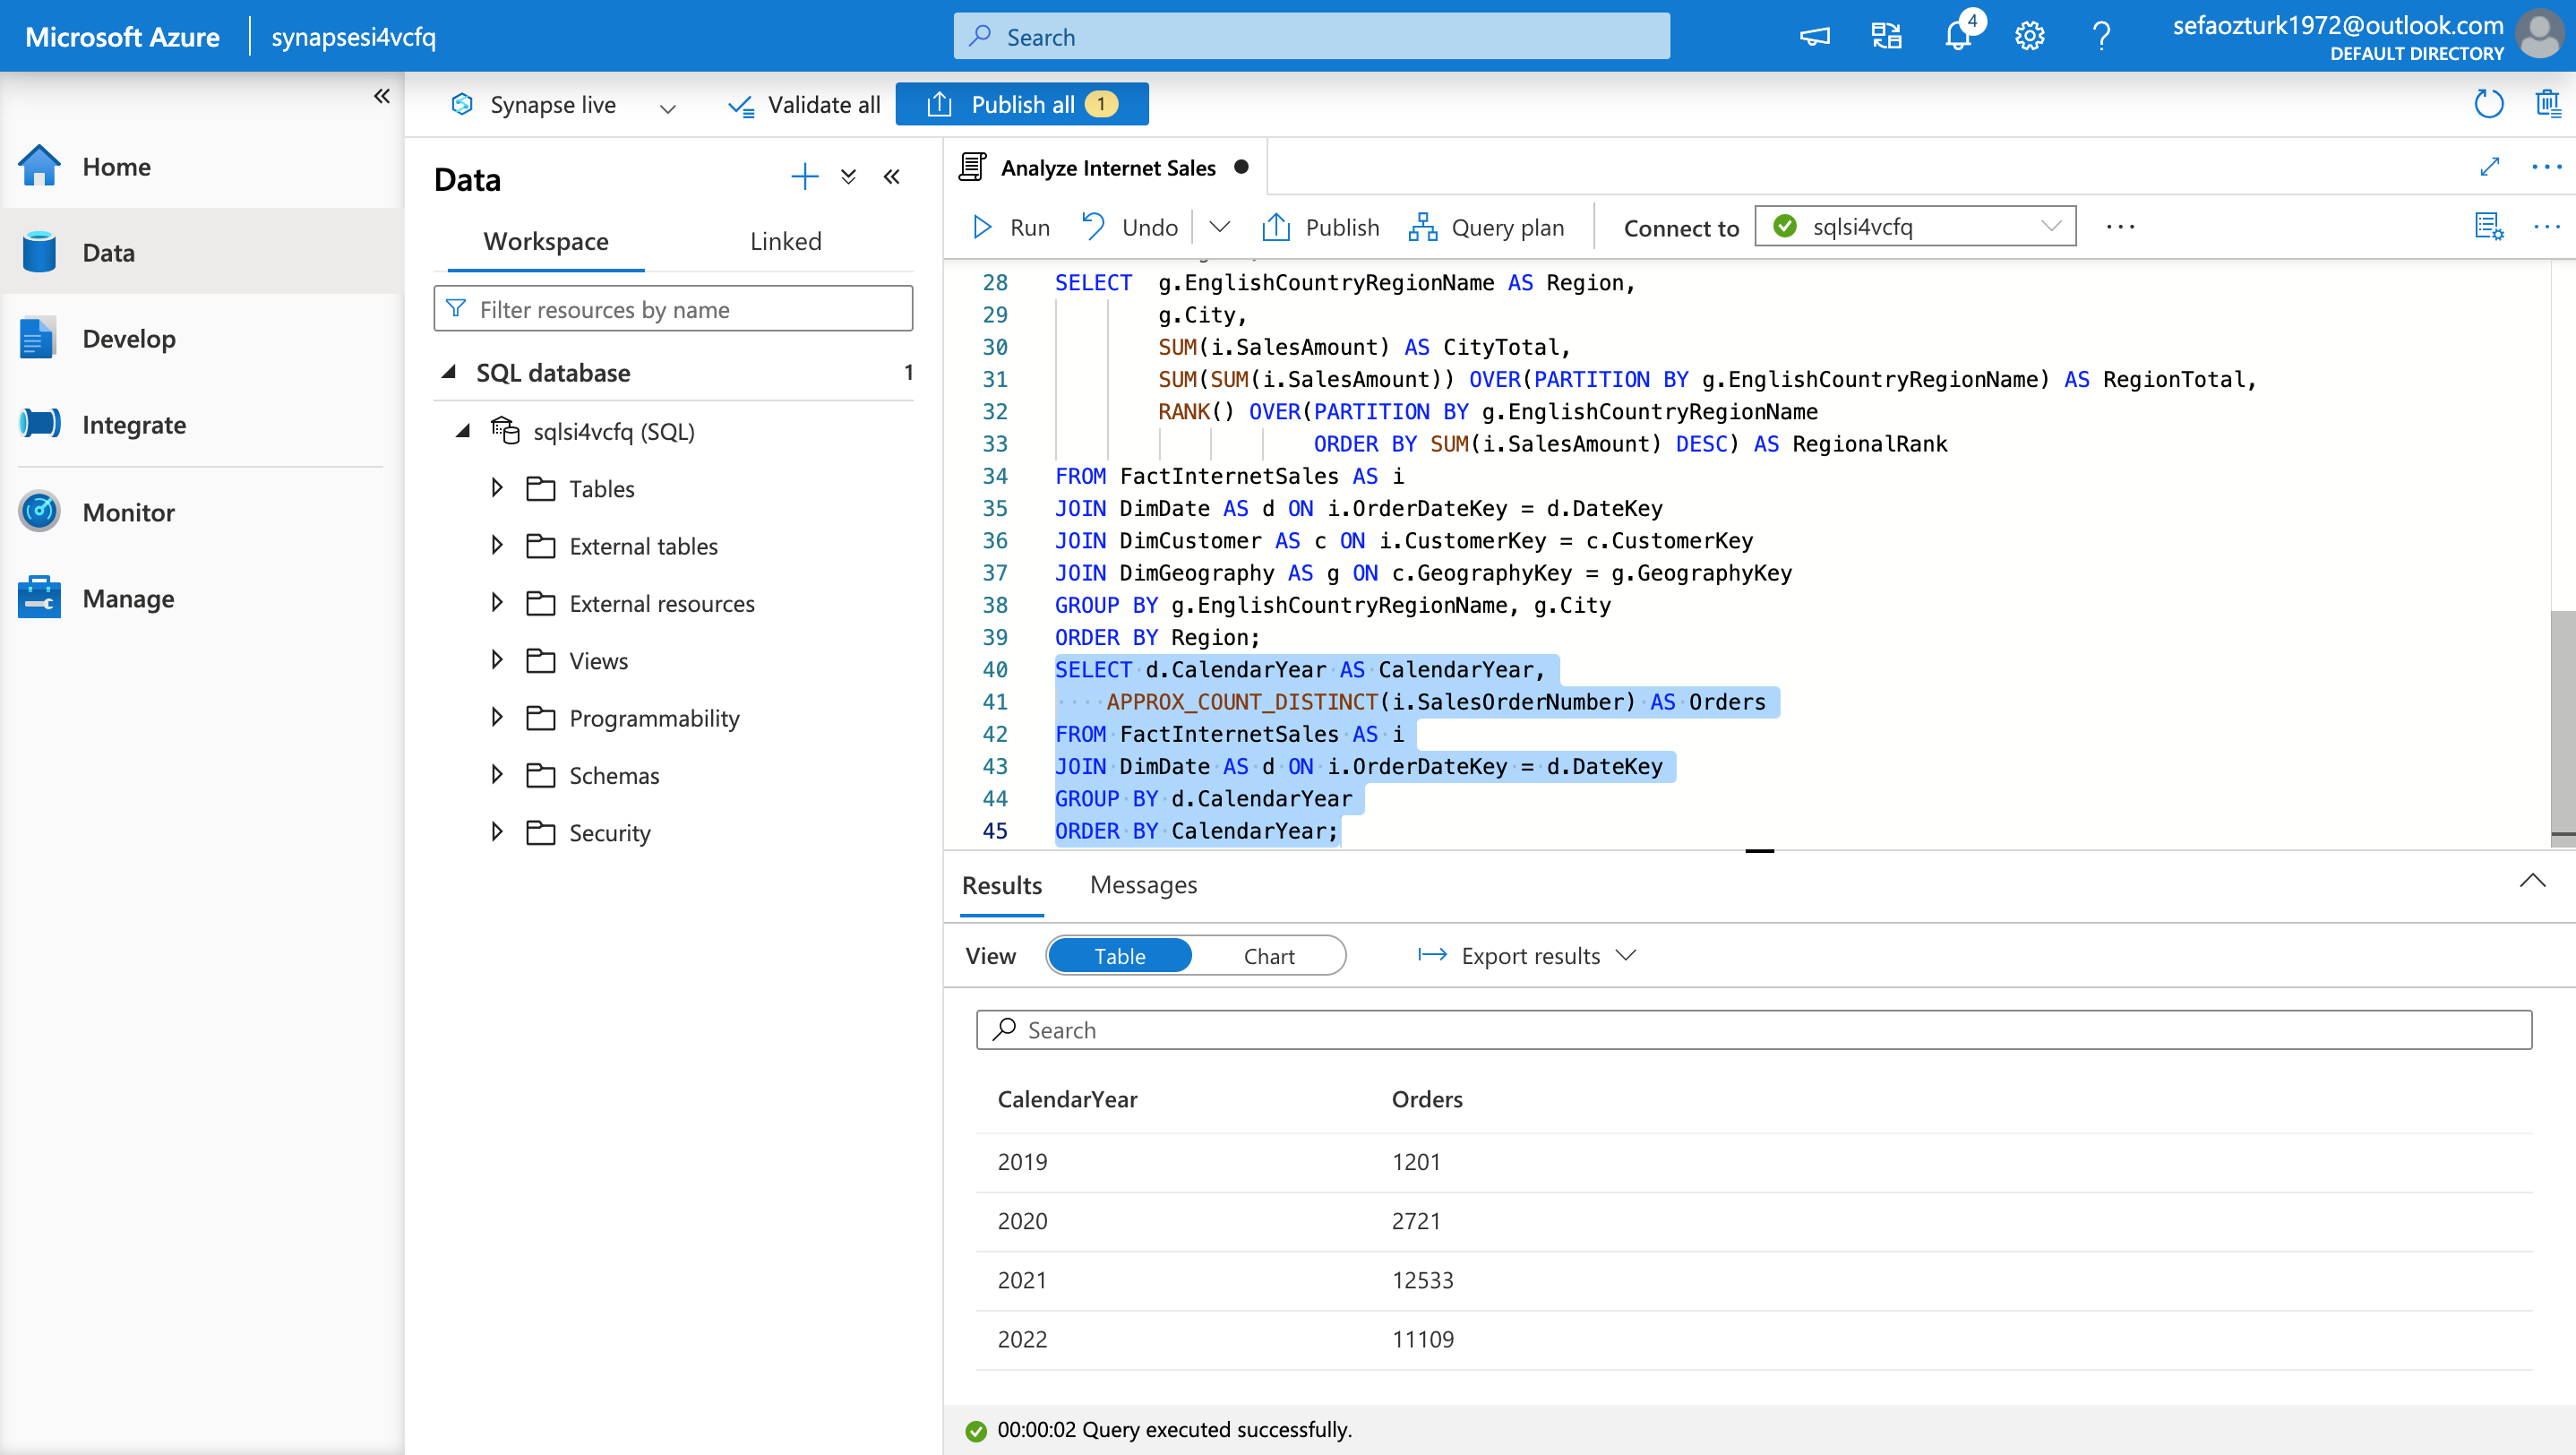 Microsoft Azure
synapsesi4vcfq
Search
4
sefaozturk1972@outlook.com
DEFAULT DIRECTORY
Synapse live
Validate all
Publish all 1
Home
Data
Develop
Integrate
Monitor
Manage
Data
Workspace
Linked
Filter resources by name
SQL database 1
sqlsi4vcfq (SQL)
Tables
External tables
External resources
Views
Programmability
Schemas
Security
Analyze Internet Sales
Run
Undo
Publish
Query plan
Connect to
sqlsi4vcfq
28 SELECT  g.EnglishCountryRegionName AS Region,
29 g.City,
30 SUM(i.SalesAmount) AS CityTotal,
31 SUM(SUM(i.SalesAmount)) OVER(PARTITION BY g.EnglishCountryRegionName) AS RegionTotal,
32 RANK() OVER(PARTITION BY g.EnglishCountryRegionName
33 ORDER BY SUM(i.SalesAmount) DESC) AS RegionalRank
34 FROM FactInternetSales AS i
35 JOIN DimDate AS d ON i.OrderDateKey = d.DateKey
36 JOIN DimCustomer AS c ON i.CustomerKey = c.CustomerKey
37 JOIN DimGeography AS g ON c.GeographyKey = g.GeographyKey
38 GROUP BY g.EnglishCountryRegionName, g.City
39 ORDER BY Region;
40 SELECT d.CalendarYear AS CalendarYear,
41 APPROX_COUNT_DISTINCT(i.SalesOrderNumber) AS Orders
42 FROM FactInternetSales AS i
43 JOIN DimDate AS d ON i.OrderDateKey = d.DateKey
44 GROUP BY d.CalendarYear
45 ORDER BY CalendarYear;
Results
Messages
View
Table
Chart
Export results
Search
CalendarYear Orders
2019 1201
2020 2721
2021 12533
2022 11109
00:00:02 Query executed successfully.